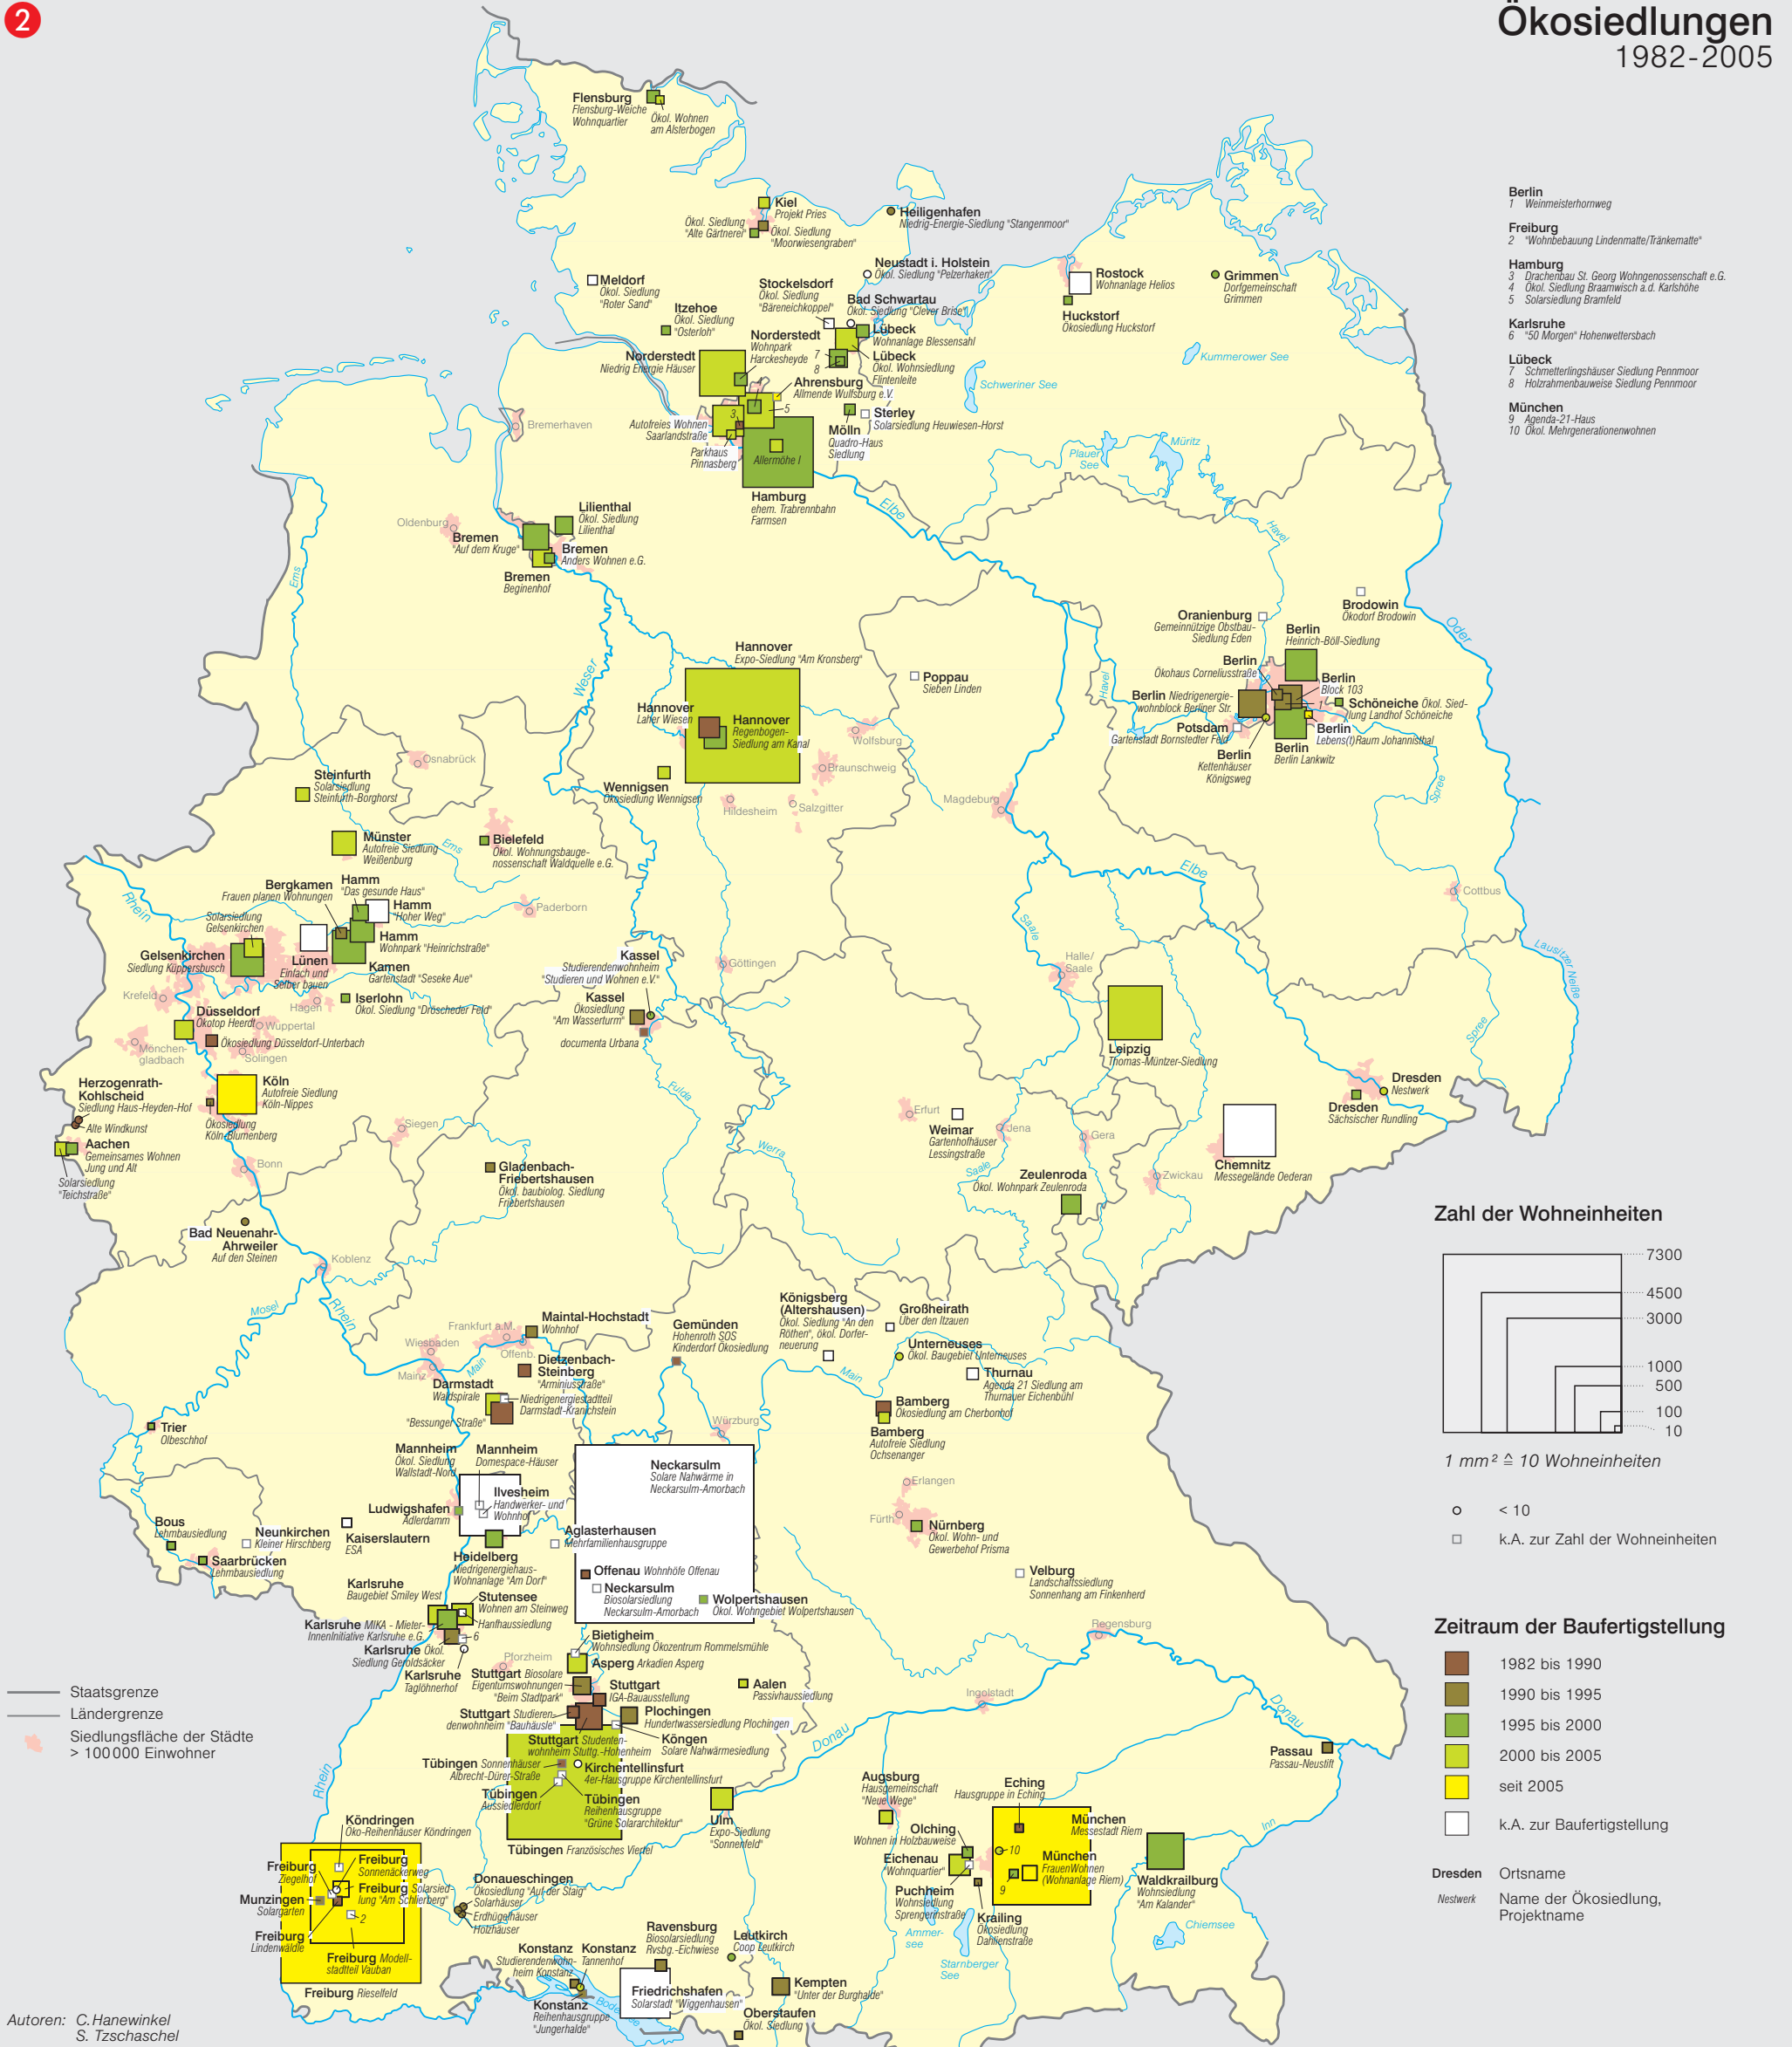 2
Ökosiedlungen
1982-2005
Flensburg
Flensburg-Weiche
Wohnquartier
Ökol. Wohnen
am Alsterbogen
Kiel
Projekt Pries
Ökol. Siedlung
"Alte Gärtnerei"
Ökol. Siedlung
"Moorwiesengraben"
Heiligenhafen
Niedrig-Energie-Siedlung "Stangenmoor"
Neustadt i. Holstein
Ökol. Siedlung "Pelzerhaken"
Meldorf
Ökol. Siedlung
"Roter Sand"
Stockelsdorf
Ökol. Siedlung
"Bäreneichkoppel"
Bad Schwartau
Ökol. Siedlung "Clever Brise"
Rostock
Wohnanlage Helios
Huckstorf
Ökosiedlung Huckstorf
Grimmen
Dorfgemeinschaft
Grimmen
Itzehoe
Ökol. Siedlung
"Osterloh"
Norderstedt
Wohnpark
Harckesheyde
Lübeck
Wohnanlage Blessensahl
Lübeck
Ökol. Wohnsiedlung
Flintenleite
7
8
Norderstedt
Niedrig Energie Häuser
Ahrensburg
Allmende Wulfsburg e.V.
4
5
3
Autofreies Wohnen
Saarlandstraße
Parkhaus
Pinnasberg
Allermöhe I
Mölln
Quadro-Haus
Siedlung
Sterley
Solarsiedlung Heuwiesen-Horst
Hamburg
ehem. Trabrennbahn
Farmsen
Kummerower See
Schweriner See
Plauer
See
Müritz
Elbe
Havel
Bremerhaven
Oldenburg
Lilienthal
Ökol. Siedlung
Lilienthal
Bremen
"Auf dem Kruge"
Bremen
Anders Wohnen e.G.
Bremen
Beginenhof
Ems
Weser
Berlin
1 Weinmeisterhornweg
Freiburg
2 "Wohnbebauung Lindenmatte/Tränkematte"
Hamburg
3 Drachenbau St. Georg Wohngenossenschaft e.G.
4 Ökol. Siedlung Braamwisch a.d. Karlshöhe
5 Solarsiedlung Bramfeld
Karlsruhe
6 "50 Morgen" Hohenwettersbach
Lübeck
7 Schmetterlingshäuser Siedlung Pennmoor
8 Holzrahmenbauweise Siedlung Pennmoor
München
9 Agenda-21-Haus
10 Ökol. Mehrgenerationenwohnen
Oranienburg
Gemeinnützige Obstbau-
Siedlung Eden
Brodowin
Ökodorf Brodowin
Oder
Berlin
Heinrich-Böll-Siedlung
Berlin
Ökohaus Corneliusstraße
Berlin
Block 103
1
Berlin Niedrigenergie-
wohnblock Berliner Str.
Schöneiche Ökol. Sied-
lung Landhof Schöneiche
Potsdam
Gartenstadt Bornstedter Feld
Berlin
Lebens(t)Raum Johannisthal
Berlin
Kettenhäuser
Königsweg
Berlin
Berlin Lankwitz
Havel
Spree
Hannover
Expo-Siedlung "Am Kronsberg"
Hannover
Laher Wiesen
Hannover
Regenbogen-
Siedlung am Kanal
Poppau
Sieben Linden
Wolfsburg
Braunschweig
Hildesheim
Salzgitter
Magdeburg
Wennigsen
Ökosiedlung Wennigsen
Osnabrück
Steinfurth
Solarsiedlung
Steinfurth-Borghorst
Münster
Autofreie Siedlung
Weißenburg
Ems
Bielefeld
Ökol. Wohnungsbauge-
nossenschaft Waldquelle e.G.
Paderborn
Bergkamen
Frauen planen Wohnungen
Hamm
"Das gesunde Haus"
Hamm
"Hoher Weg"
Hamm
Wohnpark "Heinrichstraße"
Kamen
Gartenstadt "Seseke Aue"
Solarsiedlung
Gelsenkirchen
Gelsenkirchen
Siedlung Küppersbusch
Lünen
Einfach und
Selber bauen
Rhein
Krefeld
Hagen
Iserlohn
Ökol. Siedlung "Dröscheder Feld"
Düsseldorf
Ökotop Heerdt
Wuppertal
Ökosiedlung Düsseldorf-Unterbach
Mönchen-
gladbach
Solingen
Köln
Autofreie Siedlung
Köln-Nippes
Ökosiedlung
Köln-Blumenberg
Herzogenrath-
Kohlscheid
Siedlung Haus-Heyden-Hof
Alte Windkunst
Aachen
Gemeinsames Wohnen
Jung und Alt
Solarsiedlung
"Teichstraße"
Bonn
Siegen
Kassel
Studierendenwohnheim
"Studieren und Wohnen e.V."
Kassel
Ökosiedlung
"Am Wasserturm"
documenta Urbana
Göttingen
Fulda
Werra
Elbe
Saale
Halle/
Saale
Cottbus
Lausitzer Neiße
Spree
Leipzig
Thomas-Müntzer-Siedlung
Dresden
Nestwerk
Dresden
Sächsischer Rundling
Chemnitz
Messegelände Oederan
Erfurt
Weimar
Gartenhofhäuser
Lessingstraße
Jena
Gera
Zwickau
Saale
Zeulenroda
Ökol. Wohnpark Zeulenroda
Gladenbach-
Friebertshausen
Ökol. baubiolog. Siedlung
Friebertshausen
Bad Neuenahr-
Ahrweiler
Auf den Steinen
Koblenz
Mosel
Rhein
Zahl der Wohneinheiten
7300
4500
3000
1000
500
100
10
1 mm² ≙ 10 Wohneinheiten
< 10
k.A. zur Zahl der Wohneinheiten
Zeitraum der Baufertigstellung
1982 bis 1990
1990 bis 1995
1995 bis 2000
2000 bis 2005
seit 2005
k.A. zur Baufertigstellung
Dresden Ortsname
Nestwerk Name der Ökosiedlung,
Projektname
Frankfurt a.M.
Maintal-Hochstadt
Wohnhof
Wiesbaden
Offenb.
Mainz
Main
Dietzenbach-
Steinberg
"Arminiusstraße"
Darmstadt
Waldspirale
Niedrigenergiestadtteil
Darmstadt-Kranichstein
"Bessunger Straße"
Gemünden
Hohenroth SOS
Kinderdorf Ökosiedlung
Königsberg
(Altershausen)
Ökol. Siedlung "An den
Röthen", ökol. Dorfer-
neuerung
Großheirath
Über den Itzauen
Unterneuses
Ökol. Baugebiet Unterneuses
Main
Thurnau
Agenda 21 Siedlung am
Thurnauer Eichenbühl
Bamberg
Ökosiedlung am Cherbonhof
Bamberg
Autofreie Siedlung
Ochsenanger
Würzburg
Erlangen
Fürth
Nürnberg
Ökol. Wohn- und
Gewerbehof Prisma
Velburg
Landschaftssiedlung
Sonnenhang am Finkenherd
Regensburg
Trier
Olbeschhof
Mannheim
Ökol. Siedlung
Wallstadt-Nord
Mannheim
Domespace-Häuser
Ilvesheim
Handwerker- und
Wohnhof
Ludwigshafen
Adlerdamm
Neckarsulm
Solare Nahwärme in
Neckarsulm-Amorbach
Aglasterhausen
Mehrfamilienhausgruppe
Offenau Wohnhöfe Offenau
Neckarsulm
Biosolarsiedlung
Neckarsulm-Amorbach
Wolpertshausen
Ökol. Wohngebiet Wolpertshausen
Heidelberg
Niedrigenergiehaus-
Wohnanlage "Am Dorf"
Bous
Lehmbausiedlung
Neunkirchen
Kleiner Hirschberg
Kaiserslautern
ESA
Saarbrücken
Lehmbausiedlung
Karlsruhe
Baugebiet Smiley West
Stutensee
Wohnen am Steinweg
Hanfhaussiedlung
Karlsruhe MIKA - Mieter-
InnenInitiative Karlsruhe e.G.
6
Karlsruhe Ökol.
Siedlung Geroldsäcker
Karlsruhe
Taglöhnerhof
Pforzheim
Bietigheim
Wohnsiedlung Ökozentrum Rommelsmühle
Asperg Arkadien Asperg
Stuttgart Biosolare
Eigentumswohnungen
"Beim Stadtpark"
Stuttgart
IGA-Bauausstellung
Stuttgart Studieren-
denwohnheim "Bauhäusle"
Plochingen
Hundertwassersiedlung Plochingen
Stuttgart Studenten-
wohnheim Stuttg.-Hohenheim
Köngen
Solare Nahwärmesiedlung
Aalen
Passivhaussiedlung
Tübingen Sonnenhäuser
Albrecht-Dürer-Straße
Kirchentellinsfurt
4er-Hausgruppe Kirchentellinsfurt
Tübingen
Aussiedlerdorf
Tübingen
Reihenhausgruppe
"Grüne Solararchitektur"
Tübingen Französisches Viertel
Ulm
Expo-Siedlung
"Sonnenfeld"
Donau
Ingolstadt
Donau
Passau
Passau-Neustift
Inn
Augsburg
Hausgemeinschaft
"Neue Wege"
Eching
Hausgruppe in Eching
München
Messestadt Riem
10
München
FrauenWohnen
(Wohnanlage Riem)
9
Olching
Wohnen in Holzbauweise
Eichenau
"Wohnquartier"
Puchheim
Wohnsiedlung
Sprengerinstraße
Krailing
Ökosiedlung
Dahlienstraße
Waldkrailburg
Wohnsiedlung
"Am Kalander"
Chiemsee
Ammer-
see
Starnberger
See
Staatsgrenze
Ländergrenze
Siedlungsfläche der Städte
> 100000 Einwohner
Rhein
Köndringen
Öko-Reihenhäuser Köndringen
Freiburg
Ziegelhof
Freiburg
Sonnenäckerweg
Freiburg Solarsied-
lung "Am Schlierberg"
Munzingen
Solargarten
2
Freiburg
Lindenwäldle
Freiburg Modell-
stadtteil Vauban
Freiburg Rieselfeld
Donaueschingen
Ökosiedlung "Auf der Staig"
Solarhäuser
Erdhügelhäuser
Holzhäuser
Konstanz
Studierendenwohn-
heim Konstanz
Konstanz
Tannenhof
Konstanz
Reihenhausgruppe
"Jungerhalde"
Ravensburg
Biosolarsiedlung
Rvsbg.-Eichwiese
Leutkirch
Coop Leutkirch
Friedrichshafen
Solarstadt "Wiggenhausen"
Kempten
"Unter der Burghalde"
Oberstaufen
Ökol. Siedlung
Autoren: C.Hanewinkel
S. Tzschaschel